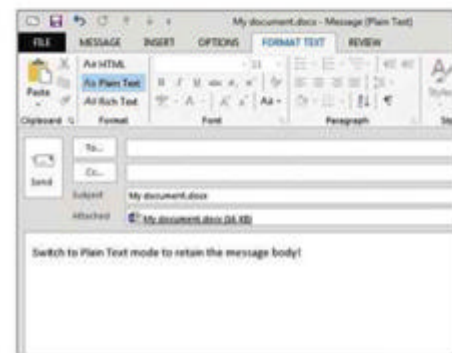 My document.docx - Message (Plain Text)
FILE MESSAGE INSERT OPTIONS FORMAT TEXT REVIEW
Aa HTML
Aa Plain Text
Aa Rich Text
Paste
Clipboard Format Font Paragraph
To...
Cc...
Send
Subject My document.docx
Attached My document.docx
Switch to Plain Text mode to retain the message body!